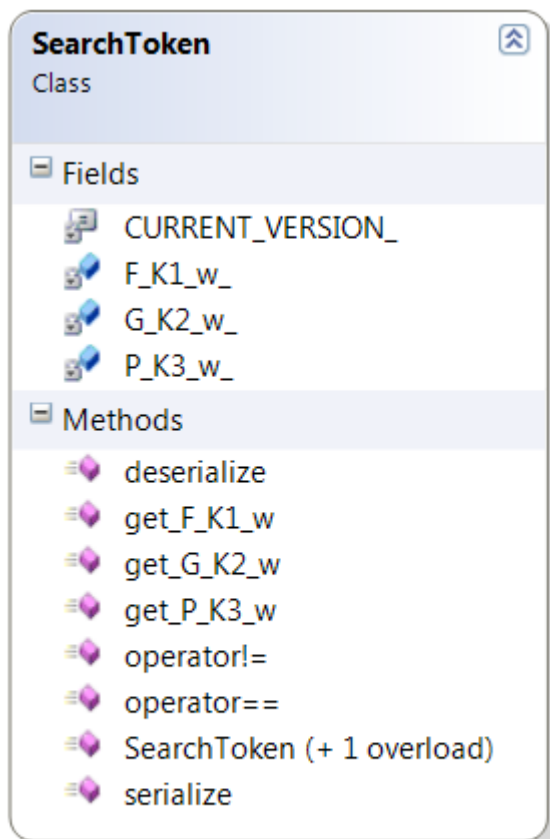 SearchToken
Class
Fields
CURRENT_VERSION_
F_K1_w_
G_K2_w_
P_K3_w_
Methods
deserialize
get_F_K1_w
get_G_K2_w
get_P_K3_w
operator!=
operator==
SearchToken (+ 1 overload)
serialize